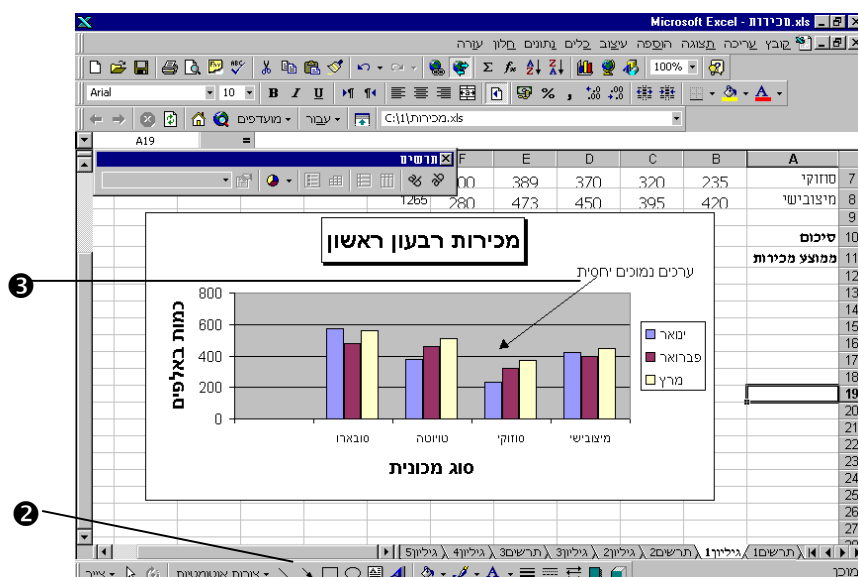 Microsoft Excel - מכירות.xls
קובץ עריכה תצוגה הוספה עיצוב כלים נתונים חלון עזרה
100%
Arial 10 B I U
מועדפים עבור C:\1\מכירות.xls
A19 =
תרשים
F E D C B A
7 סוזוקי 235 320 370 389
8 מיצובישי 420 395 450 473 280 1265
9
10 סיכום
11 ממוצע מכירות
12
13
14
15
16
17
18
19
20
21
22
23
24
25
26
27
מכירות רבעון ראשון
ערכים נמוכים יחסית
❸
כמות באלפים
800
600
400
200
0
ינואר
פברואר
מרץ
סובארו טויוטה סוזוקי מיצובישי
סוג מכונית
❷
תרשים1 גיליון1 תרשים2 גיליון2 גיליון3 תרשים3 גיליון4 גיליון5
צייר צורות אוטומטיות
מוכן